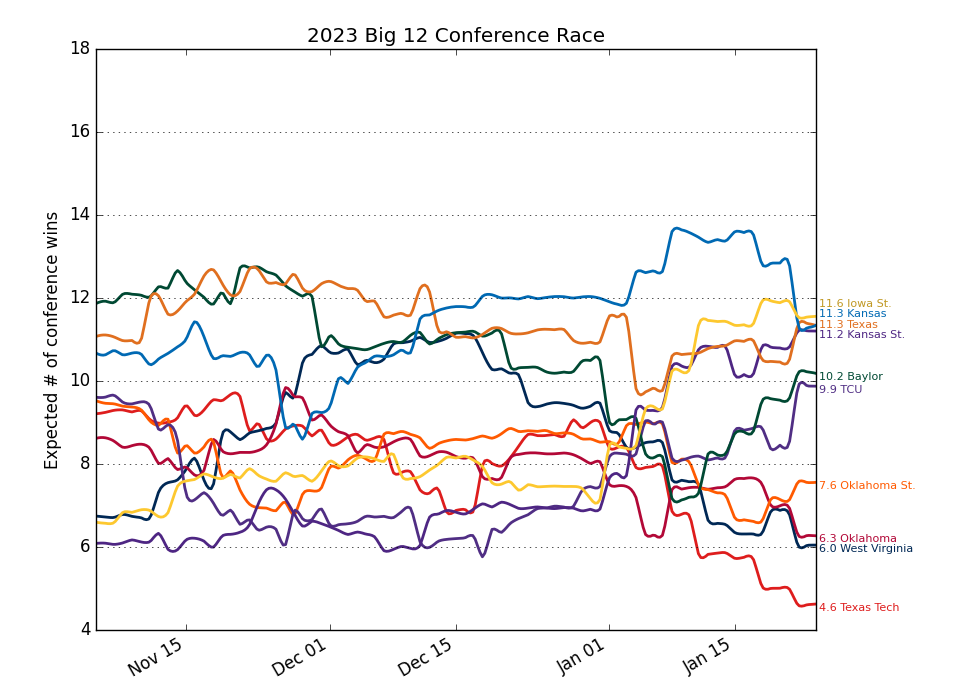 2023 Big 12 Conference Race
Expected # of conference wins
18
16
14
12
10
8
6
4
11.6 Iowa St.
11.3 Kansas
11.3 Texas
11.2 Kansas St.
10.2 Baylor
9.9 TCU
7.6 Oklahoma St.
6.3 Oklahoma
6.0 West Virginia
4.6 Texas Tech
Nov 15
Dec 01
Dec 15
Jan 01
Jan 15